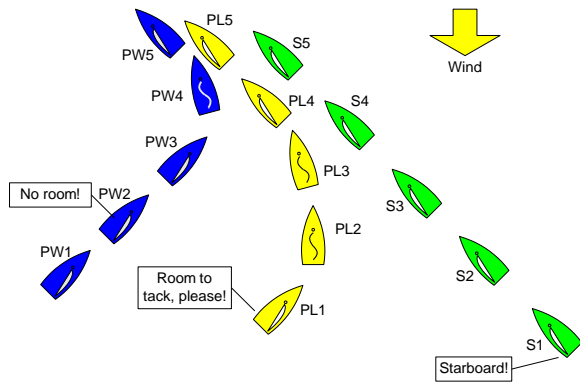 PL5
S5
PW5
Wind
PW4
PL4
S4
PW3
PL3
No room!
PW2
S3
PL2
PW1
S2
Room to
tack, please!
PL1
S1
Starboard!